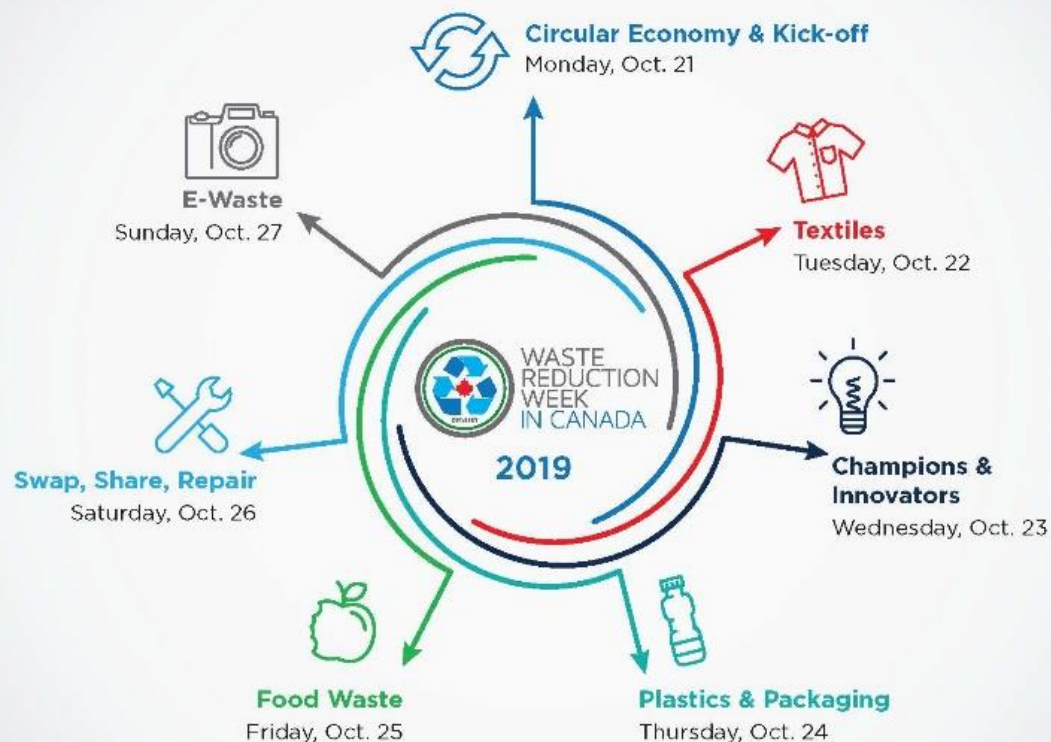 Circular Economy & Kick-off
Monday, Oct. 21
Textiles
Tuesday, Oct. 22
Champions &
Innovators
Wednesday, Oct. 23
Plastics & Packaging
Thursday, Oct. 24
Food Waste
Friday, Oct. 25
Swap, Share, Repair
Saturday, Oct. 26
E-Waste
Sunday, Oct. 27
WASTE
REDUCTION
WEEK
IN CANADA
2019